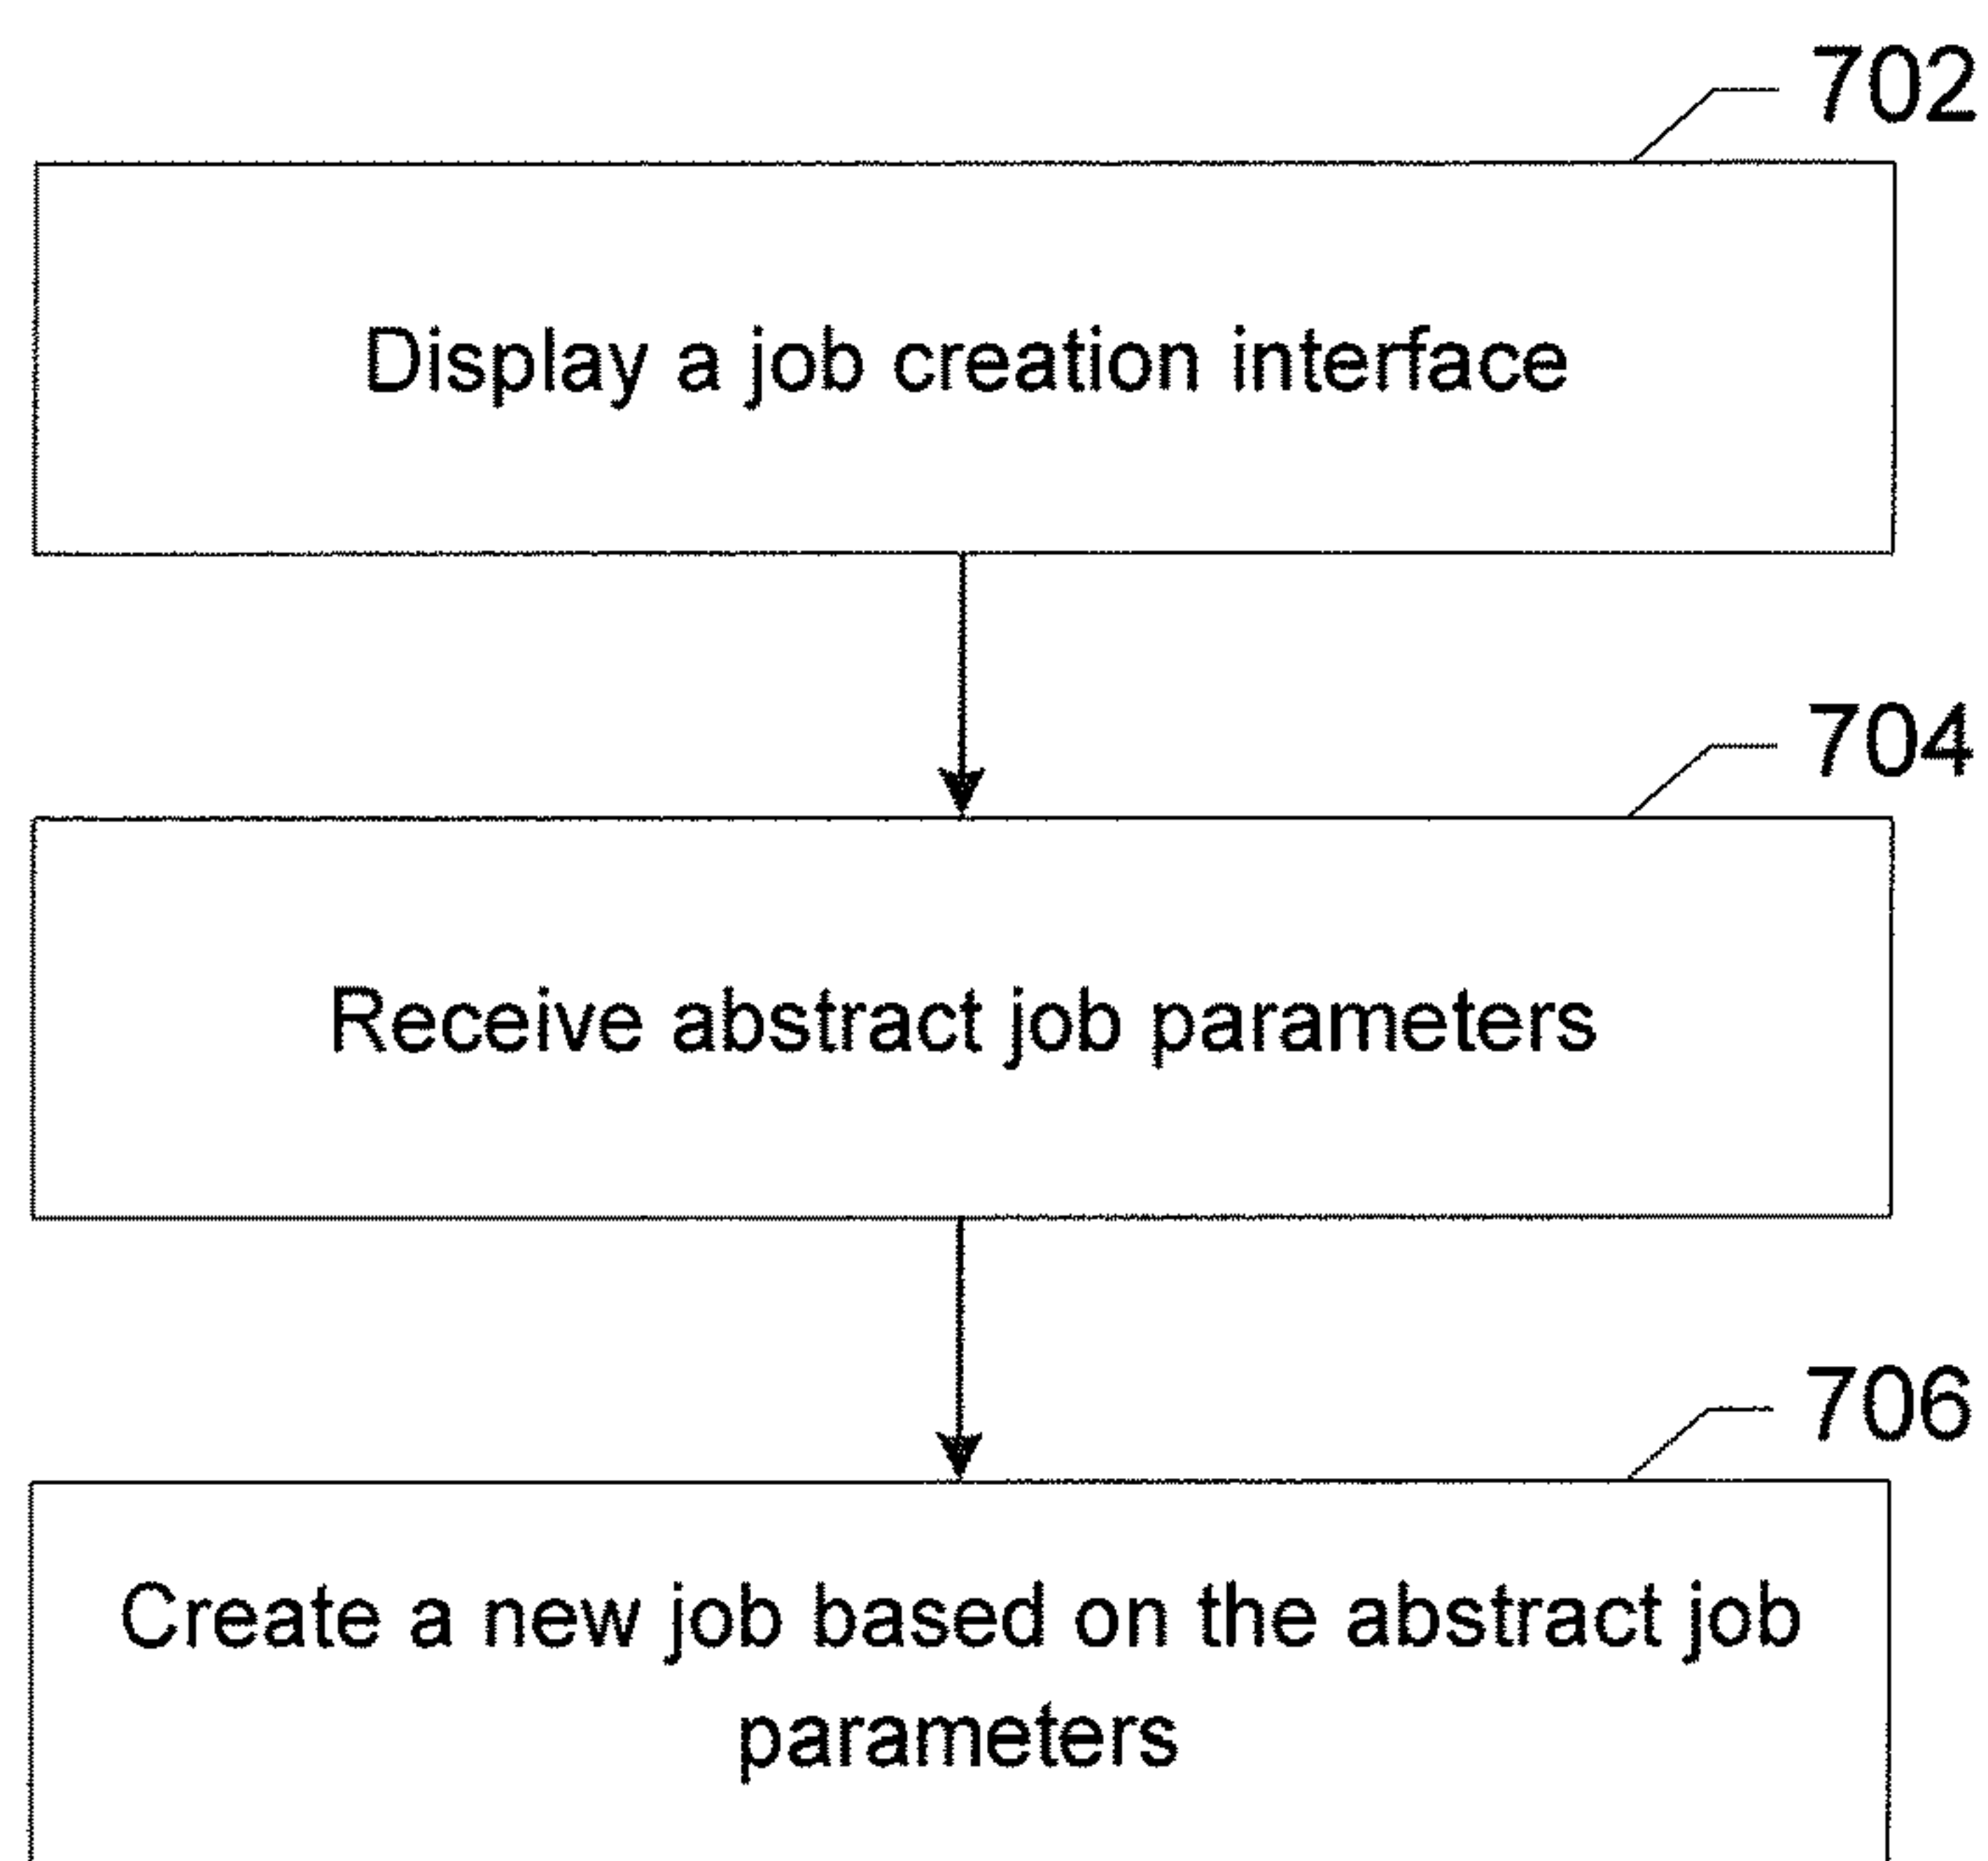 702
Display a job creation interface
704
Receive abstract job parameters
706
Create a new job based on the abstract job
parameters